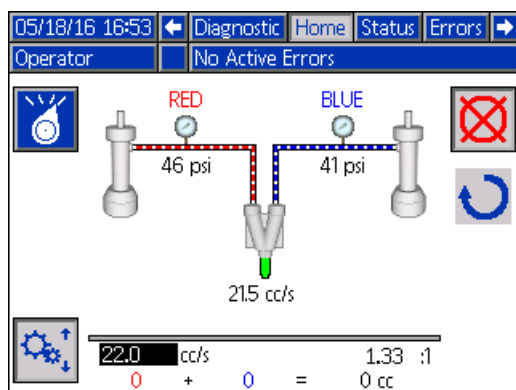 05/18/16 16:53 Diagnostic Home Status Errors
Operator No Active Errors
RED BLUE
46 psi 41 psi
21.5 cc/s
22.0 cc/s 1.33 :1
0 + 0 = 0 cc